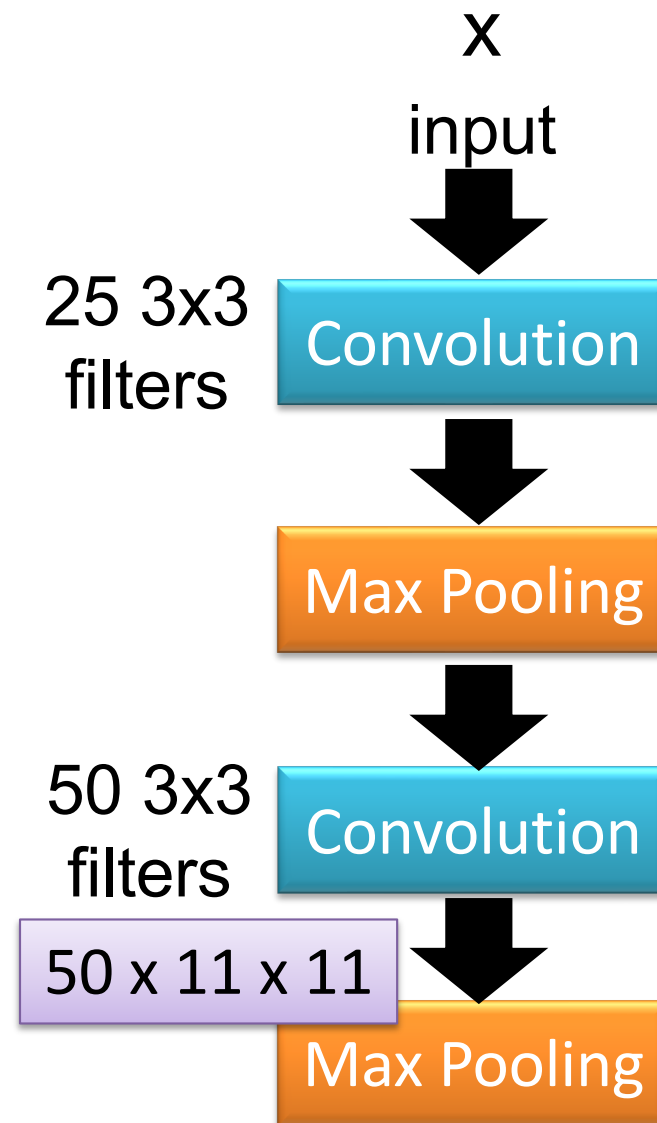 x
input
25 3x3
filters
Convolution
Max Pooling
50 3x3
filters
Convolution
50 x 11 x 11
Max Pooling